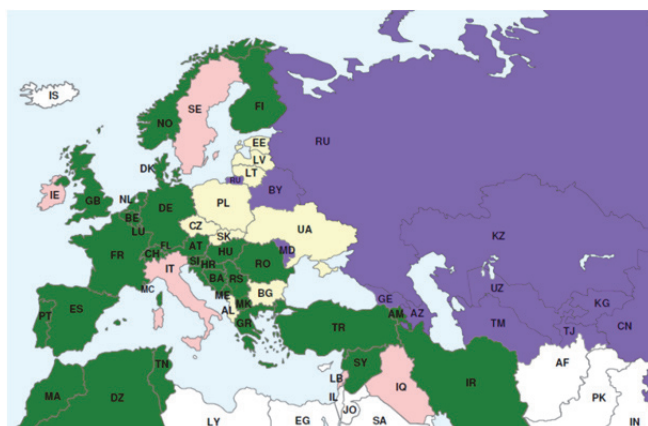 IS
SE
FI
NO
RU
EE
LV
DK
LT
RU
IE
BY
NL
GB
DE
PL
BE
LU
CZ
UA
SK
KZ
FL
AT
FR
CH
HU
MD
SI
HR
RO
IT
BA
RS
UZ
MC
ME
BG
GE
KG
PT
ES
AL
MK
AM
AZ
TM
TJ
CN
GR
TR
TN
SY
AF
LB
IQ
IR
MA
DZ
IL
JO
PK
LY
EG
SA
IN